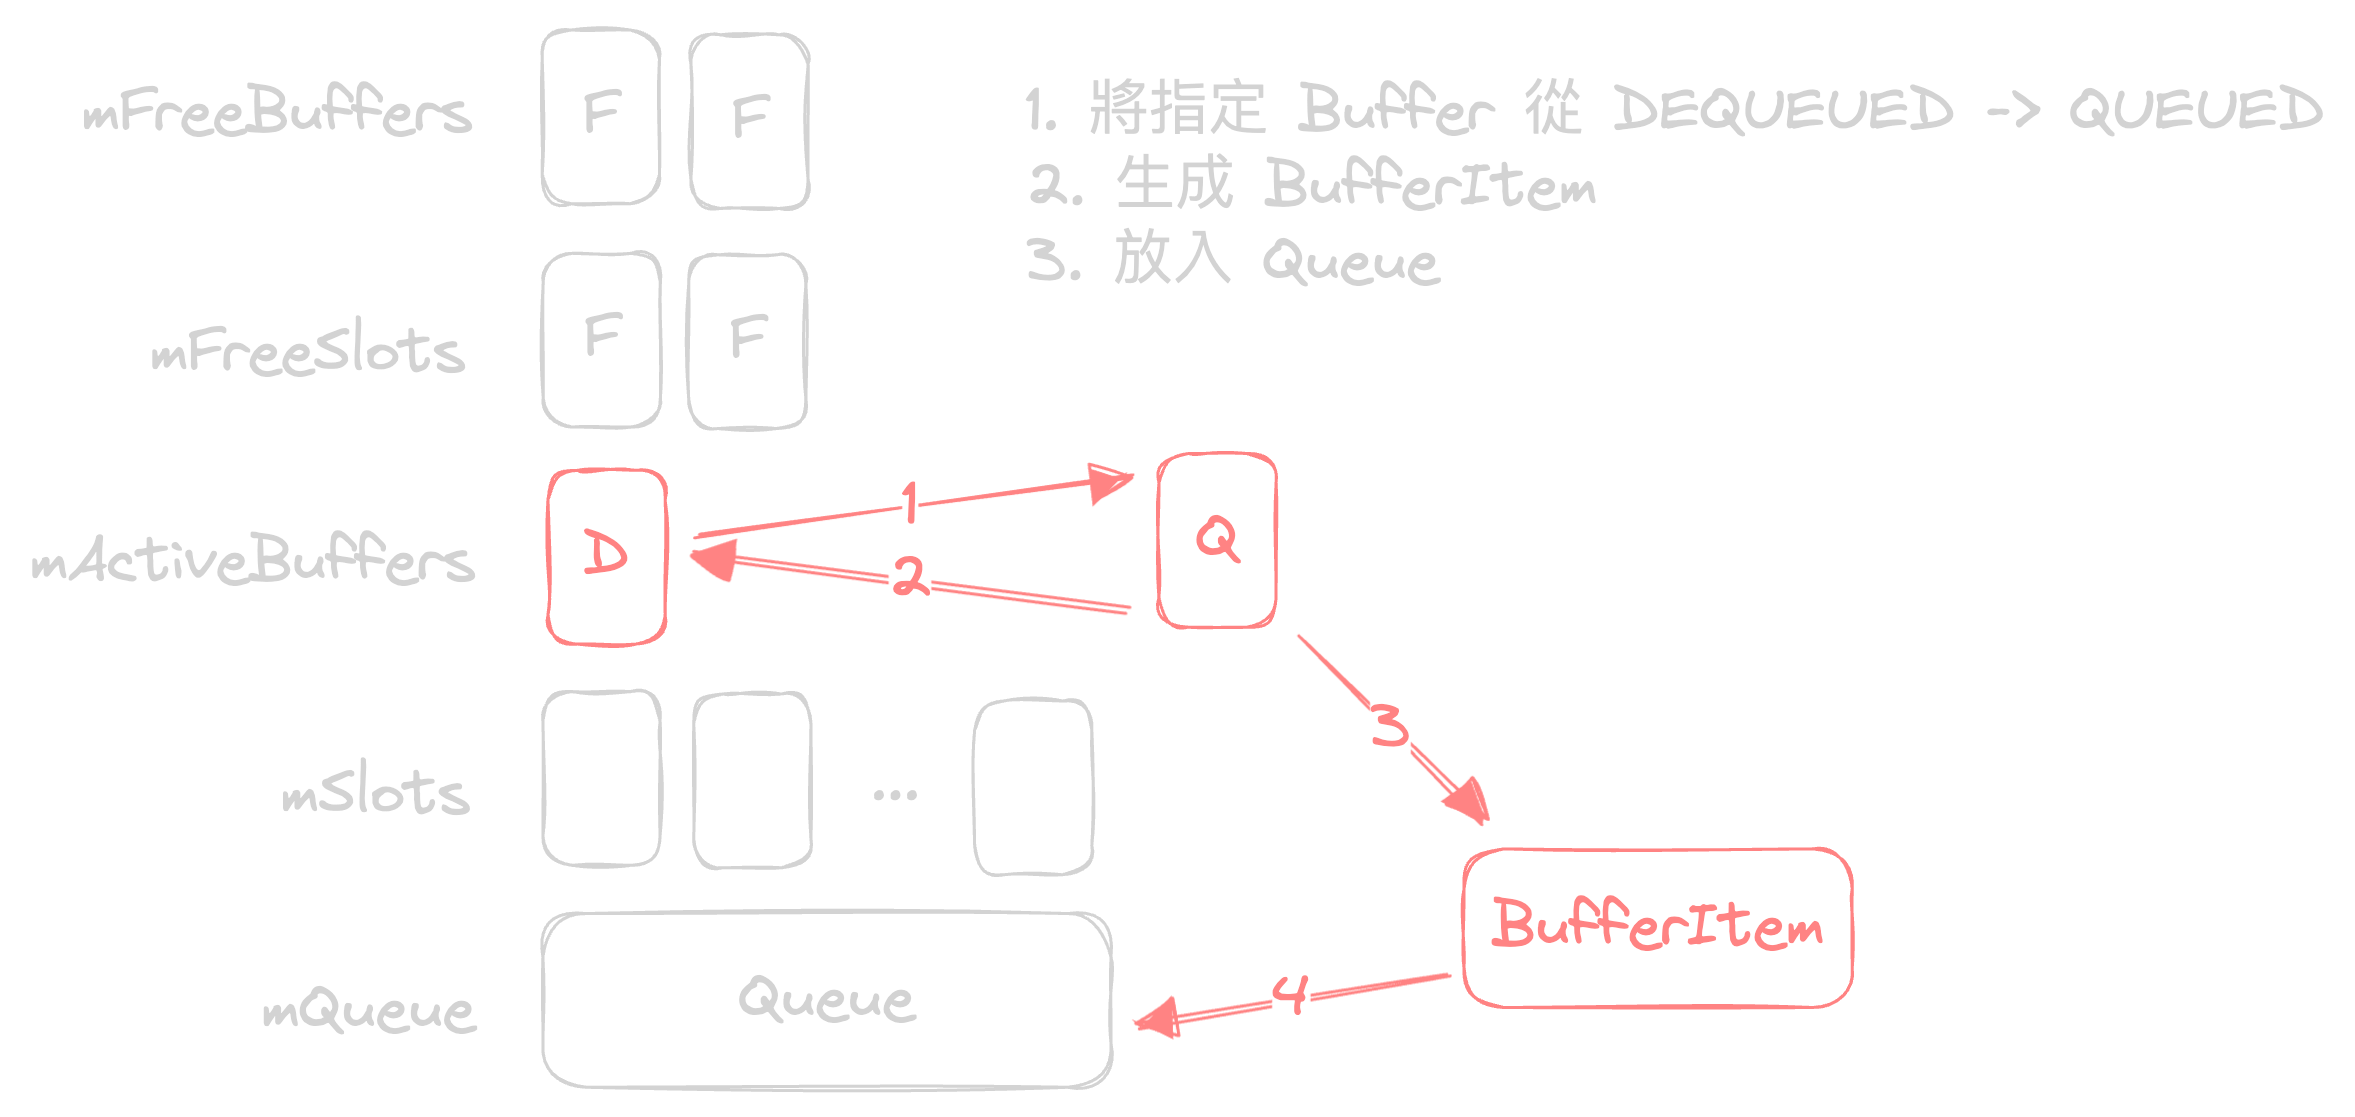 mFreeBuffers
F F
1. 將指定 Buffer 從 DEQUEUED -> QUEUED
2. 生成 BufferItem
3. 放入 Queue
mFreeSlots
F F
mActiveBuffers
D
1
2
Q
3
mSlots
...
BufferItem
4
mQueue
Queue